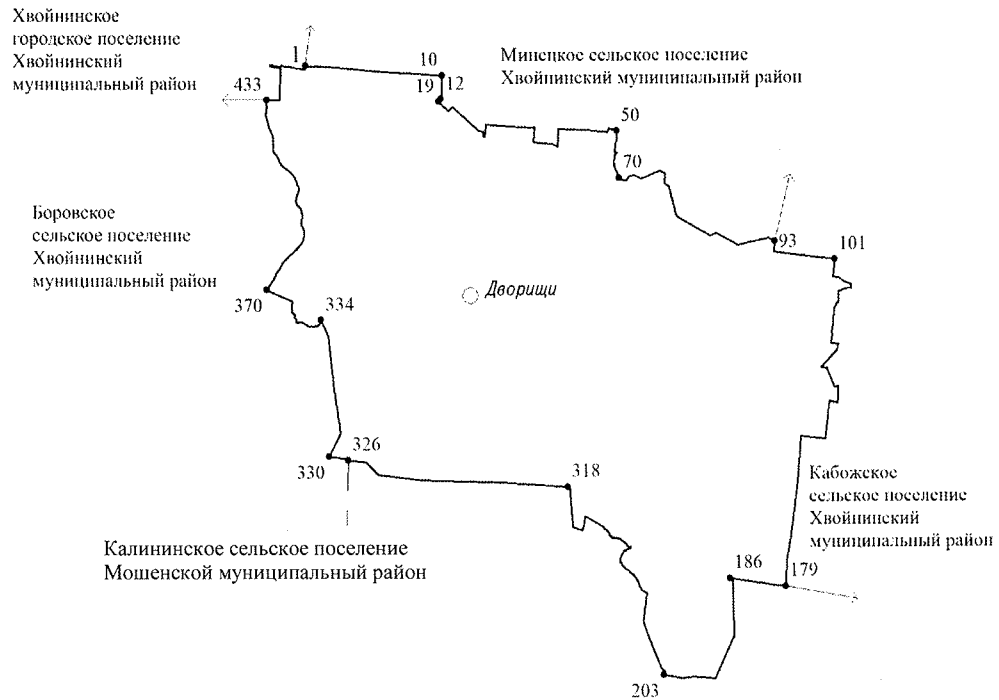 Хвойнинское
городское поселение
Хвойнинский
муниципальный район
1
10
12
19
433
Минецкое сельское поселение
Хвойнинский муниципальный район
50
70
93
101
Боровское
сельское поселение
Хвойнинский
муниципальный район
370
334
Дворищи
326
330
318
Кабожское
сельское поселение
Хвойнинский
муниципальный район
Калининское сельское поселение
Мошенской муниципальный район
186
179
203